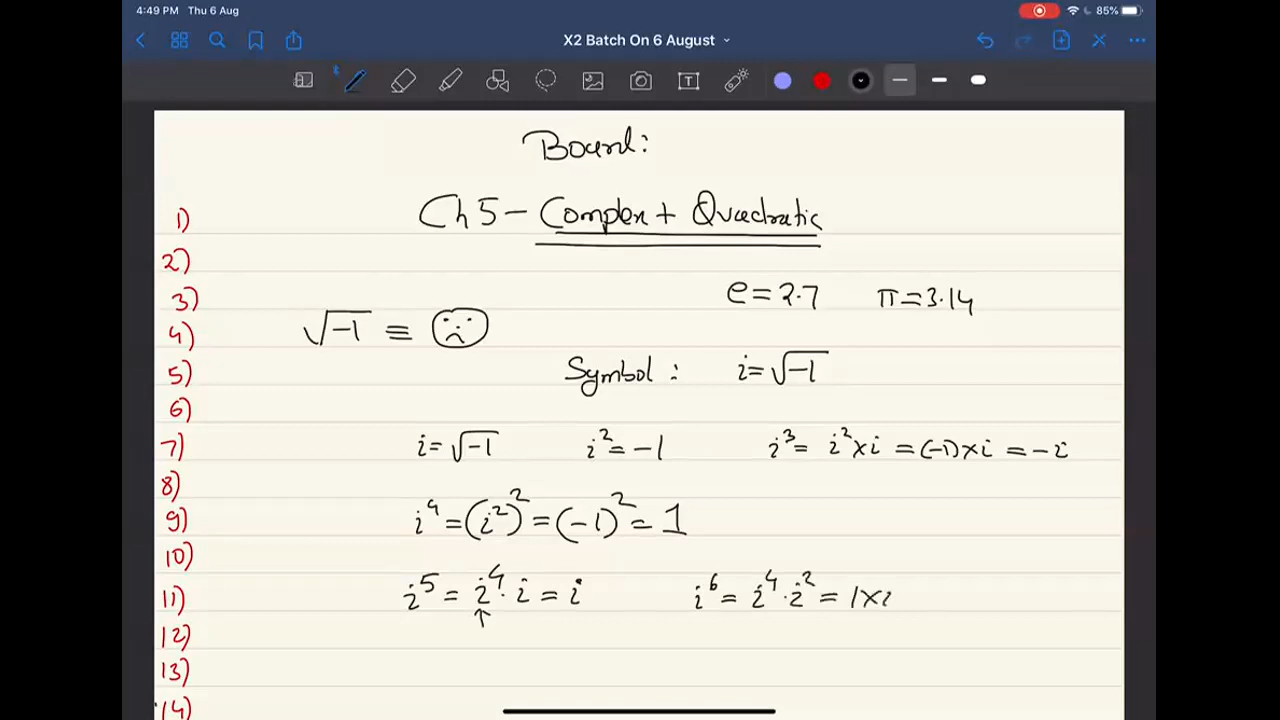 4:49 PM Thu 6 Aug 85%
X2 Batch On 6 August
Board:
1) Ch 5 - Complex + Quadratic
2)
3) e = 2.7 π = 3.14
4) √-1 ≡
5) Symbol : i = √-1
6)
7) i = √-1 i² = -1 i³ = i² x i = (-1) x i = -i
8)
9) i⁴ = (i²)² = (-1)² = 1
10)
11) i⁵ = i⁴ · i = i i⁶ = i⁴ · i² = 1 x i
12)
13)
14)